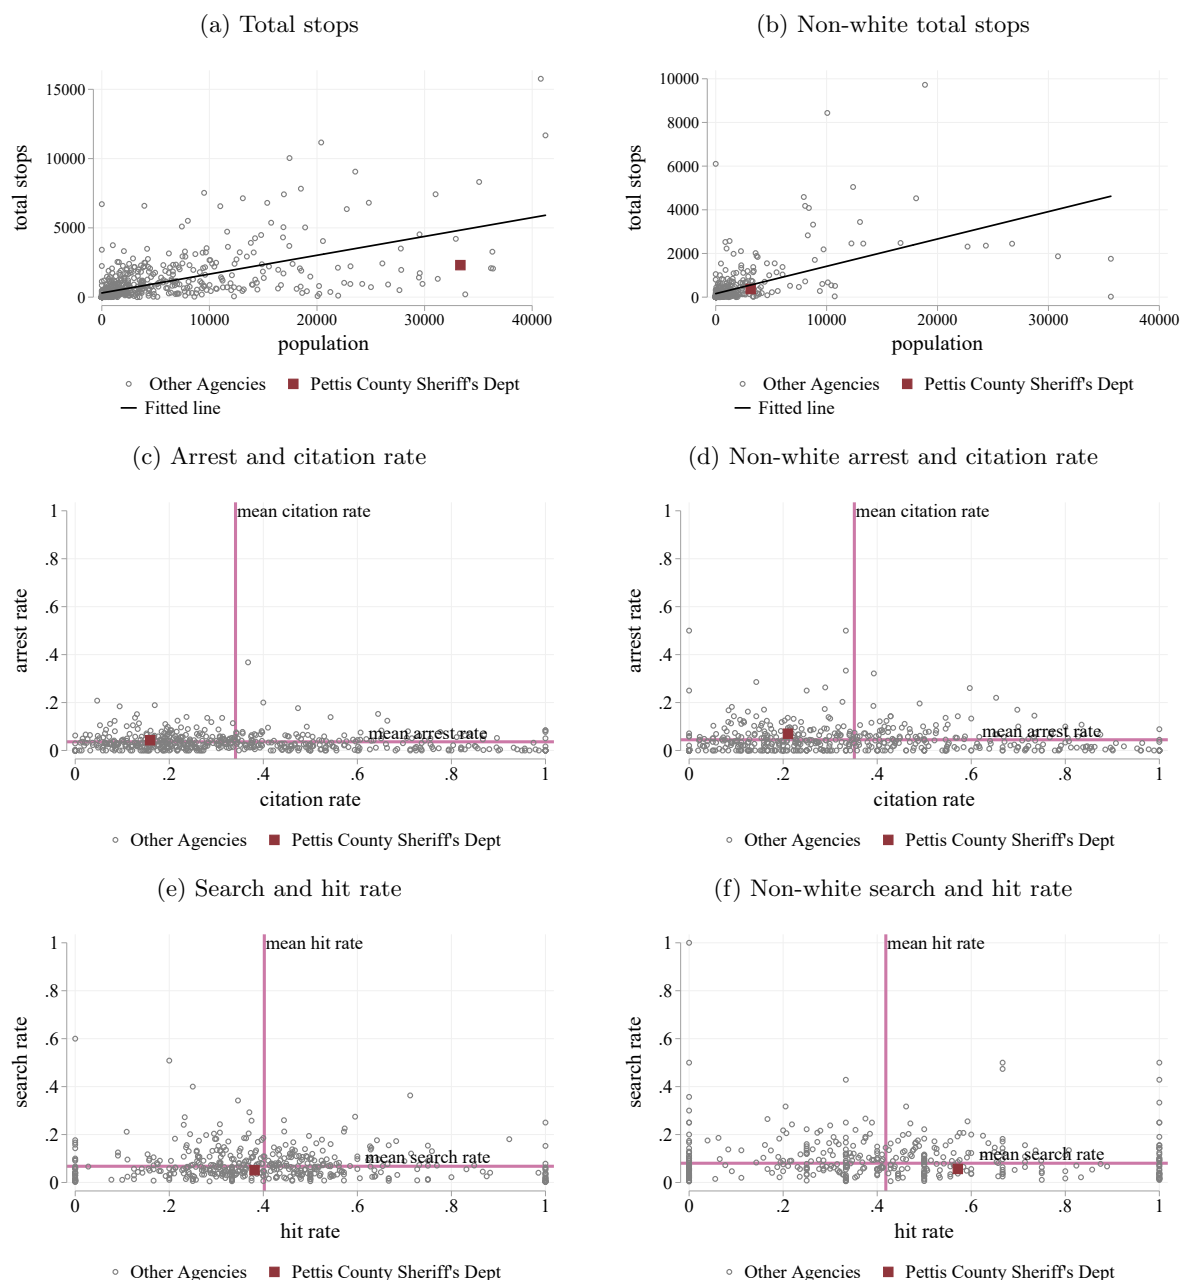 (a) Total stops
(b) Non-white total stops
total stops
15000
10000
5000
0
0
10000
20000
30000
40000
population
Other Agencies
Pettis County Sheriff's Dept
Fitted line
total stops
10000
8000
6000
4000
2000
0
0
10000
20000
30000
40000
population
Other Agencies
Pettis County Sheriff's Dept
Fitted line
(c) Arrest and citation rate
(d) Non-white arrest and citation rate
arrest rate
1
.8
.6
.4
.2
0
mean citation rate
mean arrest rate
0
.2
.4
.6
.8
1
citation rate
Other Agencies
Pettis County Sheriff's Dept
arrest rate
1
.8
.6
.4
.2
0
mean citation rate
mean arrest rate
0
.2
.4
.6
.8
1
citation rate
Other Agencies
Pettis County Sheriff's Dept
(e) Search and hit rate
(f) Non-white search and hit rate
search rate
1
.8
.6
.4
.2
0
mean hit rate
mean search rate
0
.2
.4
.6
.8
1
hit rate
Other Agencies
Pettis County Sheriff's Dept
search rate
1
.8
.6
.4
.2
0
mean hit rate
mean search rate
0
.2
.4
.6
.8
1
hit rate
Other Agencies
Pettis County Sheriff's Dept